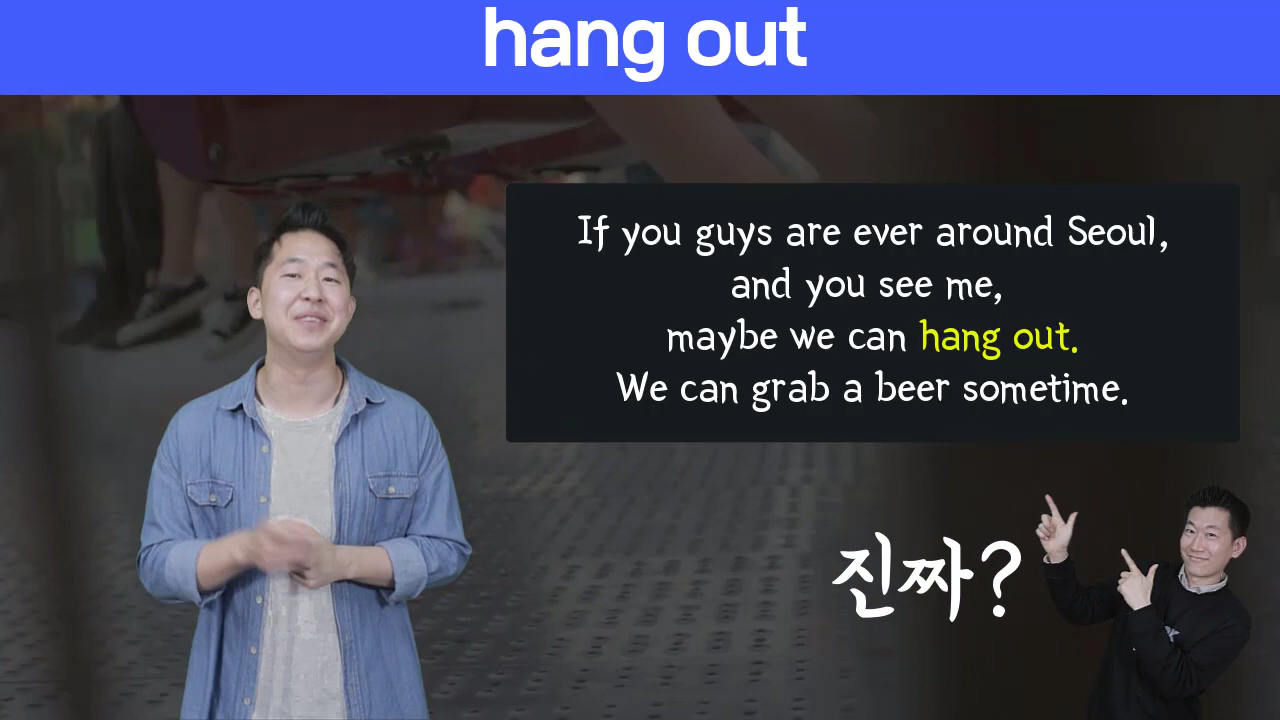 hang out
If you guys are ever around Seoul,
and you see me,
maybe we can hang out.
We can grab a beer sometime.
진짜?